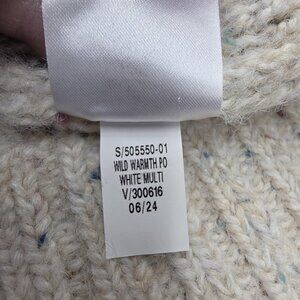 S/505550-01
WILD WARMTH PO
WHITE MULTI
V/300616
06/24